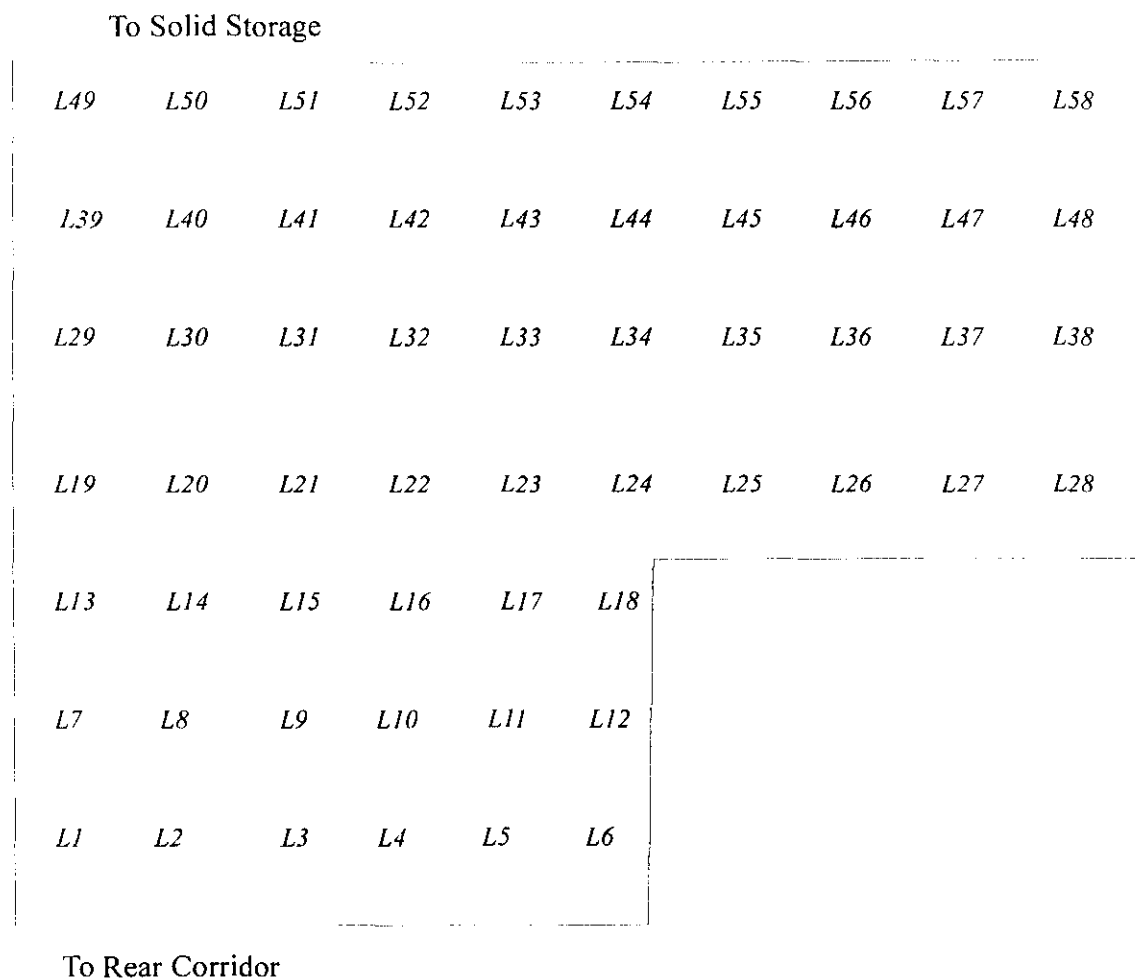 To Solid Storage
L49 L50 L51 L52 L53 L54 L55 L56 L57 L58
L39 L40 L41 L42 L43 L44 L45 L46 L47 L48
L29 L30 L31 L32 L33 L34 L35 L36 L37 L38
L19 L20 L21 L22 L23 L24 L25 L26 L27 L28
L13 L14 L15 L16 L17 L18
L7 L8 L9 L10 L11 L12
L1 L2 L3 L4 L5 L6
To Rear Corridor